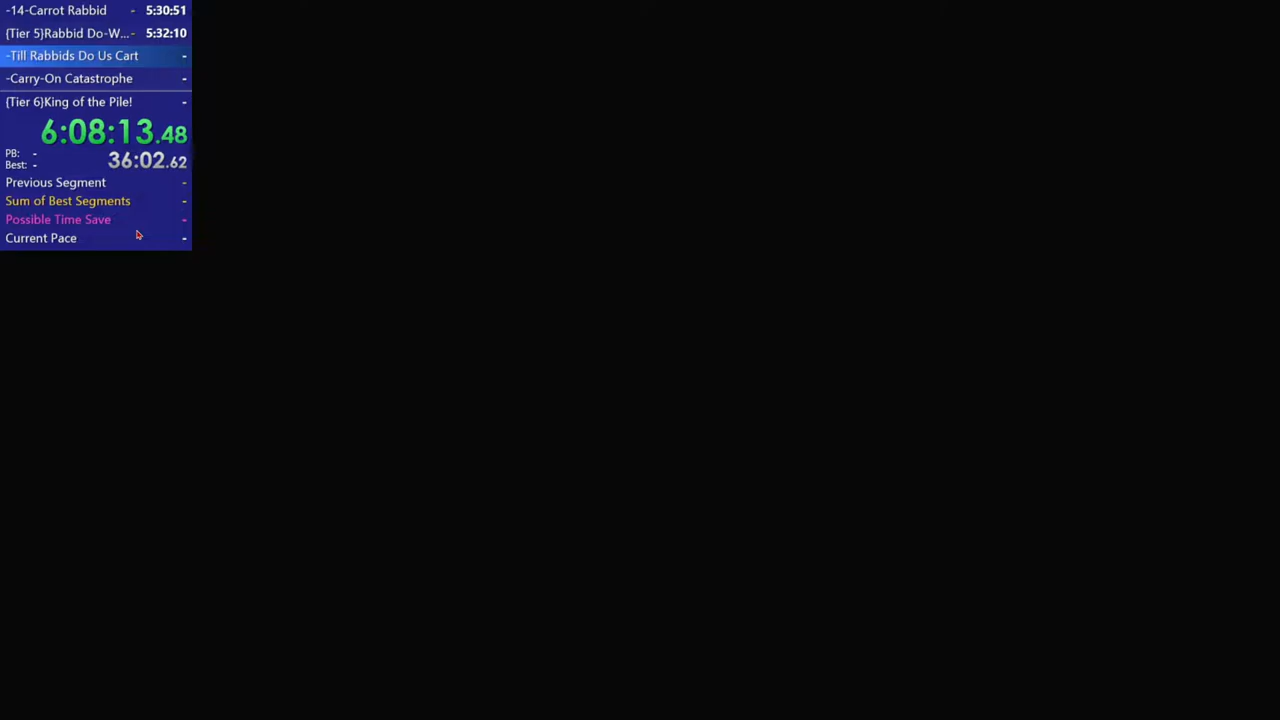 -14-Carrot Rabbid - 5:30:51
{Tier 5}Rabbid Do-W... - 5:32:10
-Till Rabbids Do Us Cart -
-Carry-On Catastrophe -
{Tier 6}King of the Pile! -
6:08:13.48
PB: -
Best: -
36:02.62
Previous Segment -
Sum of Best Segments -
Possible Time Save -
Current Pace -